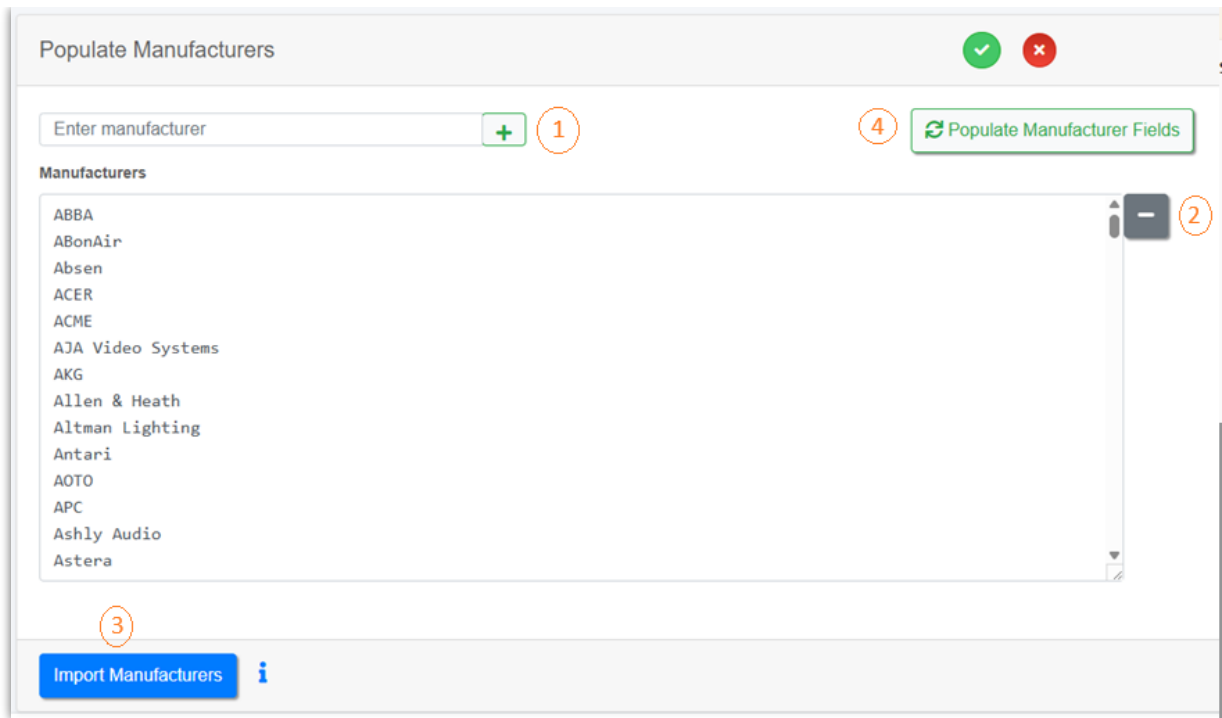 Populate Manufacturers
Enter manufacturer
+
1
4
Populate Manufacturer Fields
Manufacturers
2
ABBA
ABonAir
Absen
ACER
ACME
AJA Video Systems
AKG
Allen & Heath
Altman Lighting
Antari
AOTO
APC
Ashly Audio
Astera
3
Import Manufacturers
i